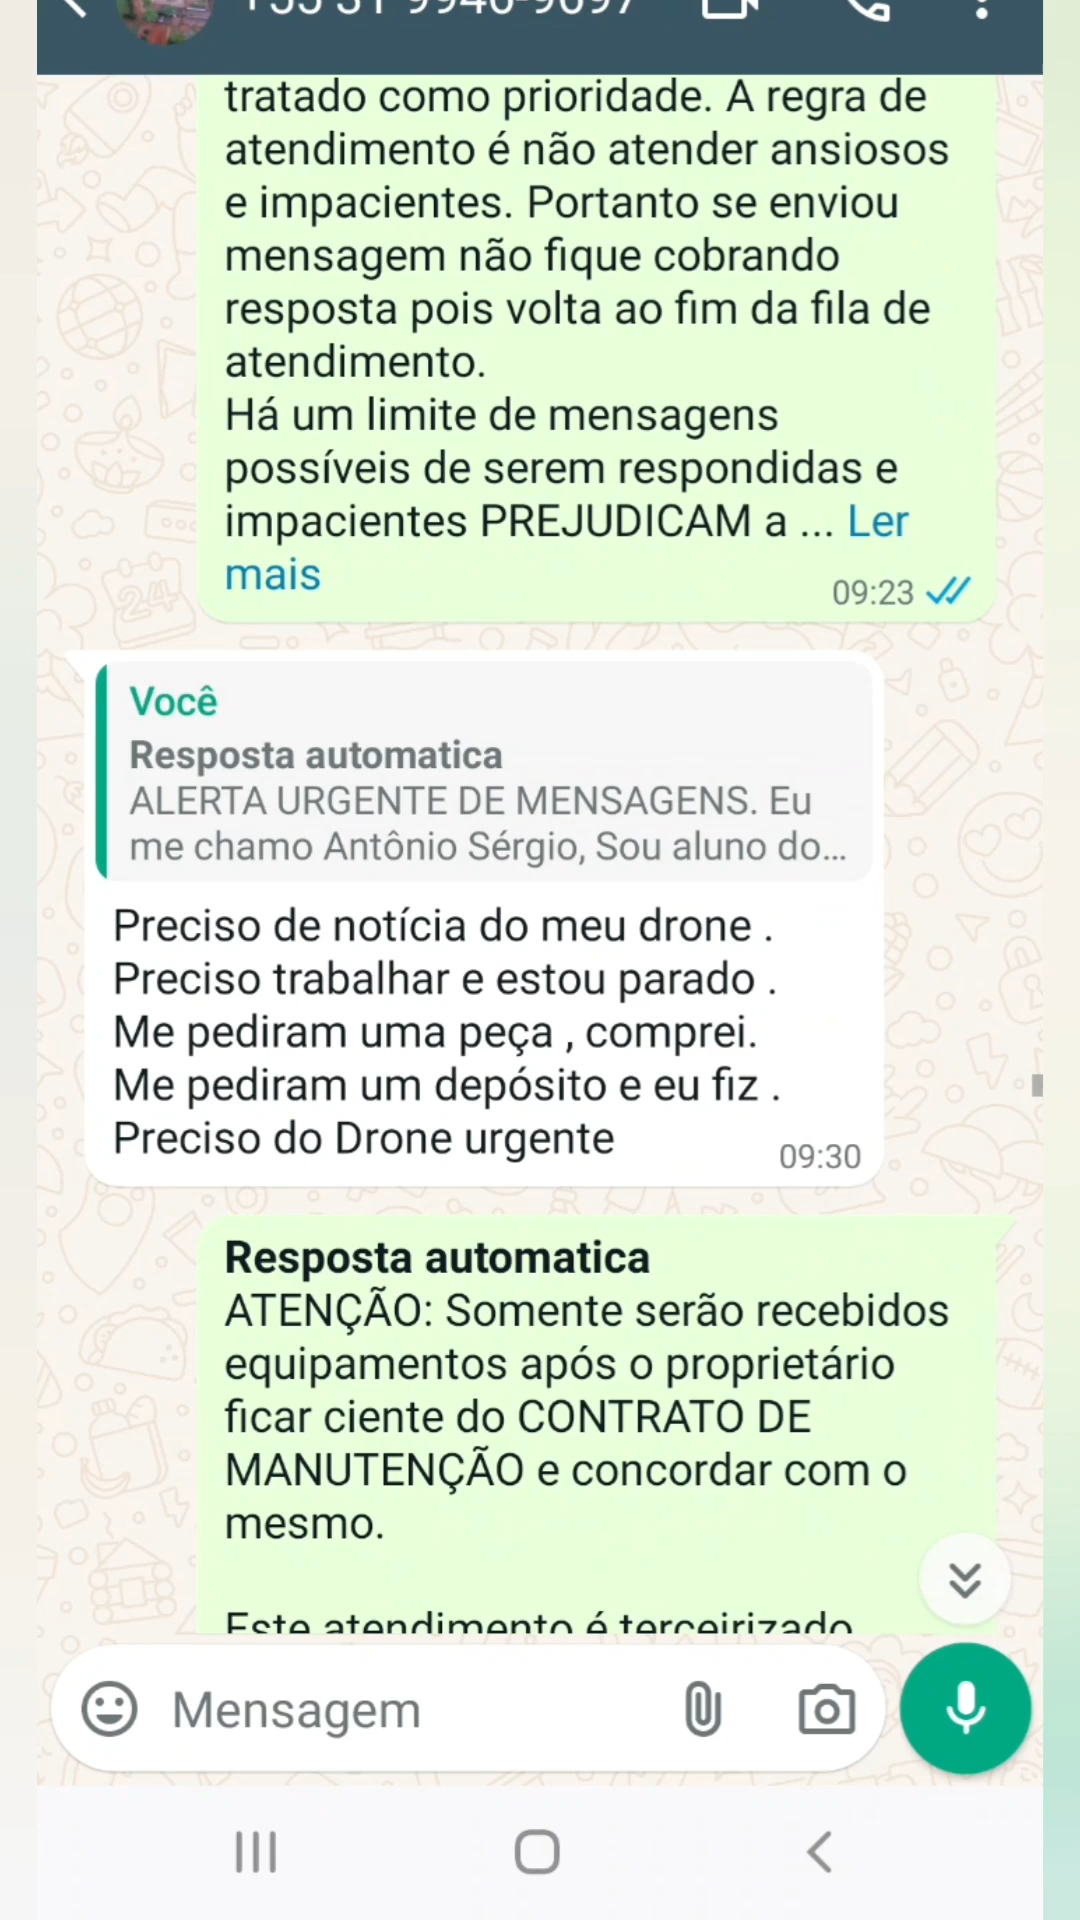 tratado como prioridade. A regra de
atendimento é não atender ansiosos
e impacientes. Portanto se enviou
mensagem não fique cobrando
resposta pois volta ao fim da fila de
atendimento.
Há um limite de mensagens
possíveis de serem respondidas e
impacientes PREJUDICAM a ... Ler
mais
09:23
Você
Resposta automatica
ALERTA URGENTE DE MENSAGENS. Eu
me chamo Antônio Sérgio, Sou aluno do...
Preciso de notícia do meu drone .
Preciso trabalhar e estou parado .
Me pediram uma peça , comprei.
Me pediram um depósito e eu fiz .
Preciso do Drone urgente
09:30
Resposta automatica
ATENÇÃO: Somente serão recebidos
equipamentos após o proprietário
ficar ciente do CONTRATO DE
MANUTENÇÃO e concordar com o
mesmo.
Este atendimento é terceirizado
Mensagem